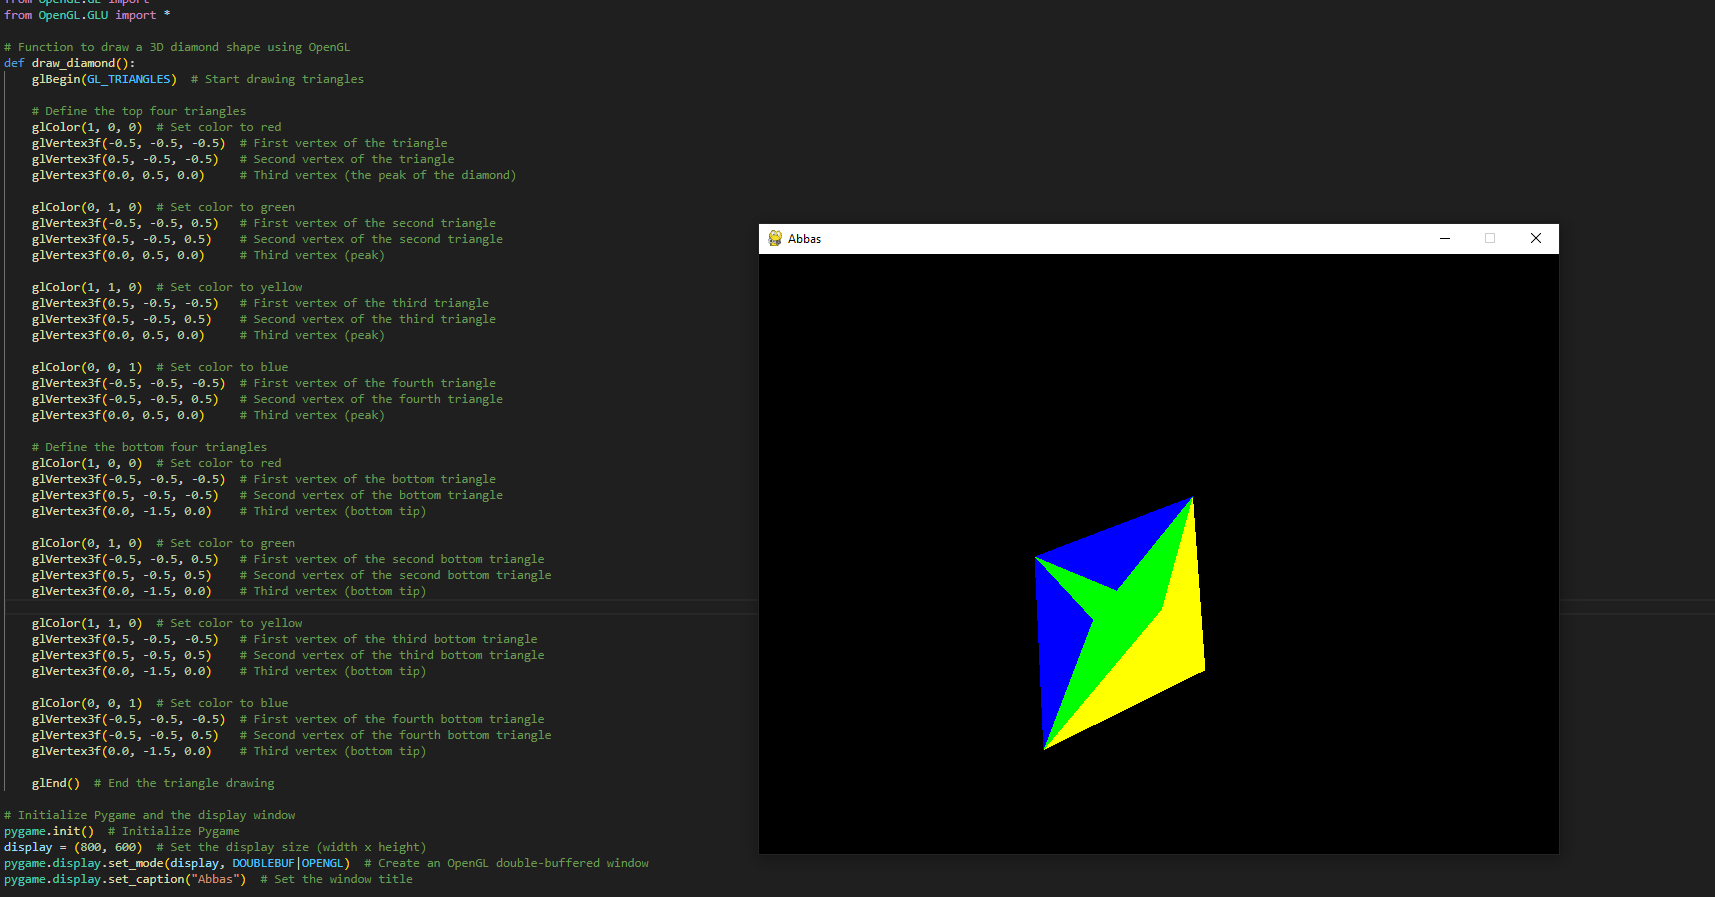 from OpenGL.GL import *
from OpenGL.GLU import *
# Function to draw a 3D diamond shape using OpenGL
def draw_diamond():
glBegin(GL_TRIANGLES)  # Start drawing triangles
# Define the top four triangles
glColor(1, 0, 0)  # Set color to red
glVertex3f(-0.5, -0.5, -0.5)  # First vertex of the triangle
glVertex3f(0.5, -0.5, -0.5)   # Second vertex of the triangle
glVertex3f(0.0, 0.5, 0.0)     # Third vertex (the peak of the diamond)
glColor(0, 1, 0)  # Set color to green
glVertex3f(-0.5, -0.5, 0.5)   # First vertex of the second triangle
glVertex3f(0.5, -0.5, 0.5)    # Second vertex of the second triangle
glVertex3f(0.0, 0.5, 0.0)     # Third vertex (peak)
glColor(1, 1, 0)  # Set color to yellow
glVertex3f(0.5, -0.5, -0.5)   # First vertex of the third triangle
glVertex3f(0.5, -0.5, 0.5)    # Second vertex of the third triangle
glVertex3f(0.0, 0.5, 0.0)     # Third vertex (peak)
glColor(0, 0, 1)  # Set color to blue
glVertex3f(-0.5, -0.5, -0.5)  # First vertex of the fourth triangle
glVertex3f(-0.5, -0.5, 0.5)   # Second vertex of the fourth triangle
glVertex3f(0.0, 0.5, 0.0)     # Third vertex (peak)
# Define the bottom four triangles
glColor(1, 0, 0)  # Set color to red
glVertex3f(-0.5, -0.5, -0.5)  # First vertex of the bottom triangle
glVertex3f(0.5, -0.5, -0.5)   # Second vertex of the bottom triangle
glVertex3f(0.0, -1.5, 0.0)    # Third vertex (bottom tip)
glColor(0, 1, 0)  # Set color to green
glVertex3f(-0.5, -0.5, 0.5)   # First vertex of the second bottom triangle
glVertex3f(0.5, -0.5, 0.5)    # Second vertex of the second bottom triangle
glVertex3f(0.0, -1.5, 0.0)    # Third vertex (bottom tip)
glColor(1, 1, 0)  # Set color to yellow
glVertex3f(0.5, -0.5, -0.5)   # First vertex of the third bottom triangle
glVertex3f(0.5, -0.5, 0.5)    # Second vertex of the third bottom triangle
glVertex3f(0.0, -1.5, 0.0)    # Third vertex (bottom tip)
glColor(0, 0, 1)  # Set color to blue
glVertex3f(-0.5, -0.5, -0.5)  # First vertex of the fourth bottom triangle
glVertex3f(-0.5, -0.5, 0.5)   # Second vertex of the fourth bottom triangle
glVertex3f(0.0, -1.5, 0.0)    # Third vertex (bottom tip)
glEnd()  # End the triangle drawing
# Initialize Pygame and the display window
pygame.init()  # Initialize Pygame
display = (800, 600)  # Set the display size (width x height)
pygame.display.set_mode(display, DOUBLEBUF|OPENGL)  # Create an OpenGL double-buffered window
pygame.display.set_caption("Abbas")  # Set the window title
Abbas